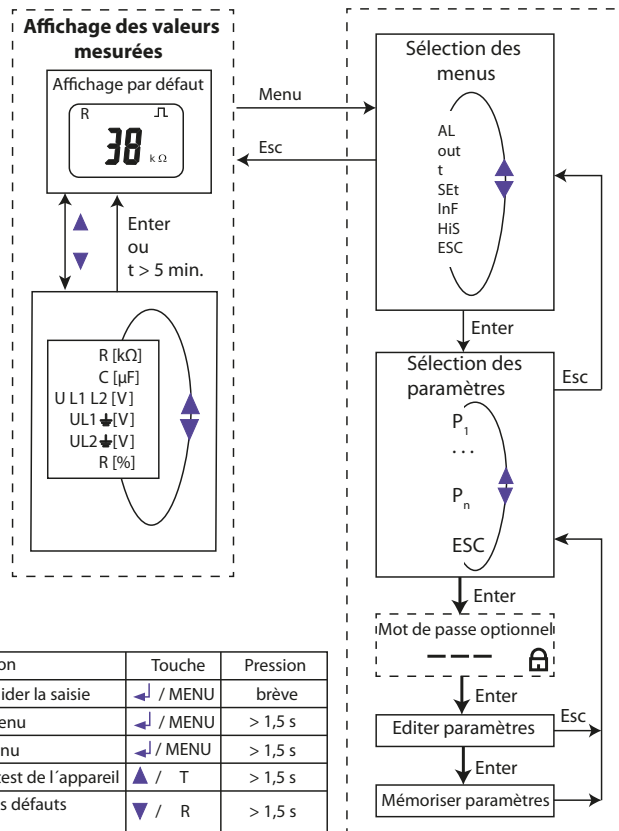 Affichage des valeurs
mesurées
Affichage par défaut
R
38 kΩ
Enter
ou
t > 5 min.
R [kΩ]
C [µF]
U L1 L2 [V]
UL1 ⏚ [V]
UL2 ⏚ [V]
R [%]
Menu
Esc
Sélection des
menus
AL
out
t
SEt
InF
HiS
ESC
Enter
Sélection des
paramètres
P1
...
Pn
ESC
Esc
Enter
Mot de passe optionnel
Enter
Editer paramètres
Esc
Enter
Mémoriser paramètres
on Touche Pression
ider la saisie ↲ / MENU brève
enu ↲ / MENU > 1,5 s
nu ↲ / MENU > 1,5 s
test de l´appareil ▲ / T > 1,5 s
s défauts ▼ / R > 1,5 s